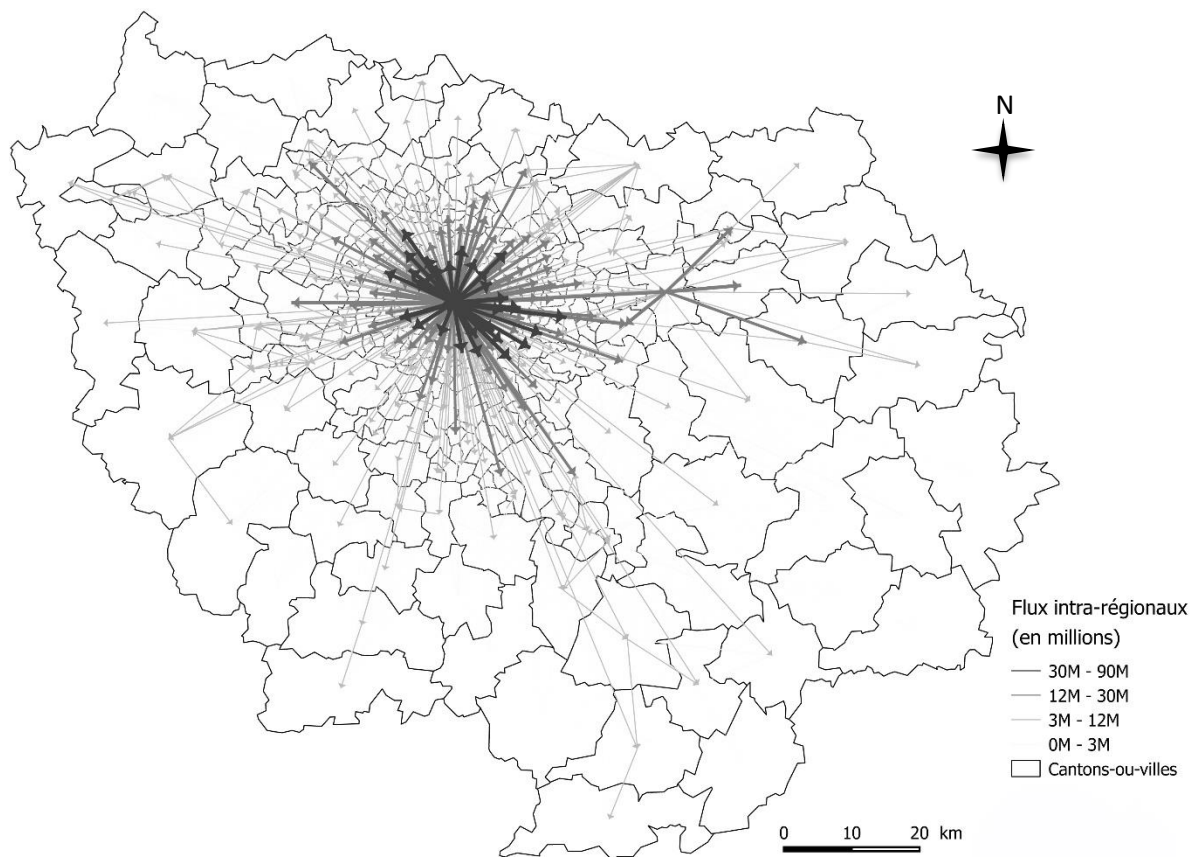 N
Flux intra-régionaux
(en millions)
30M - 90M
12M - 30M
3M - 12M
0M - 3M
Cantons-ou-villes
0 10 20 km